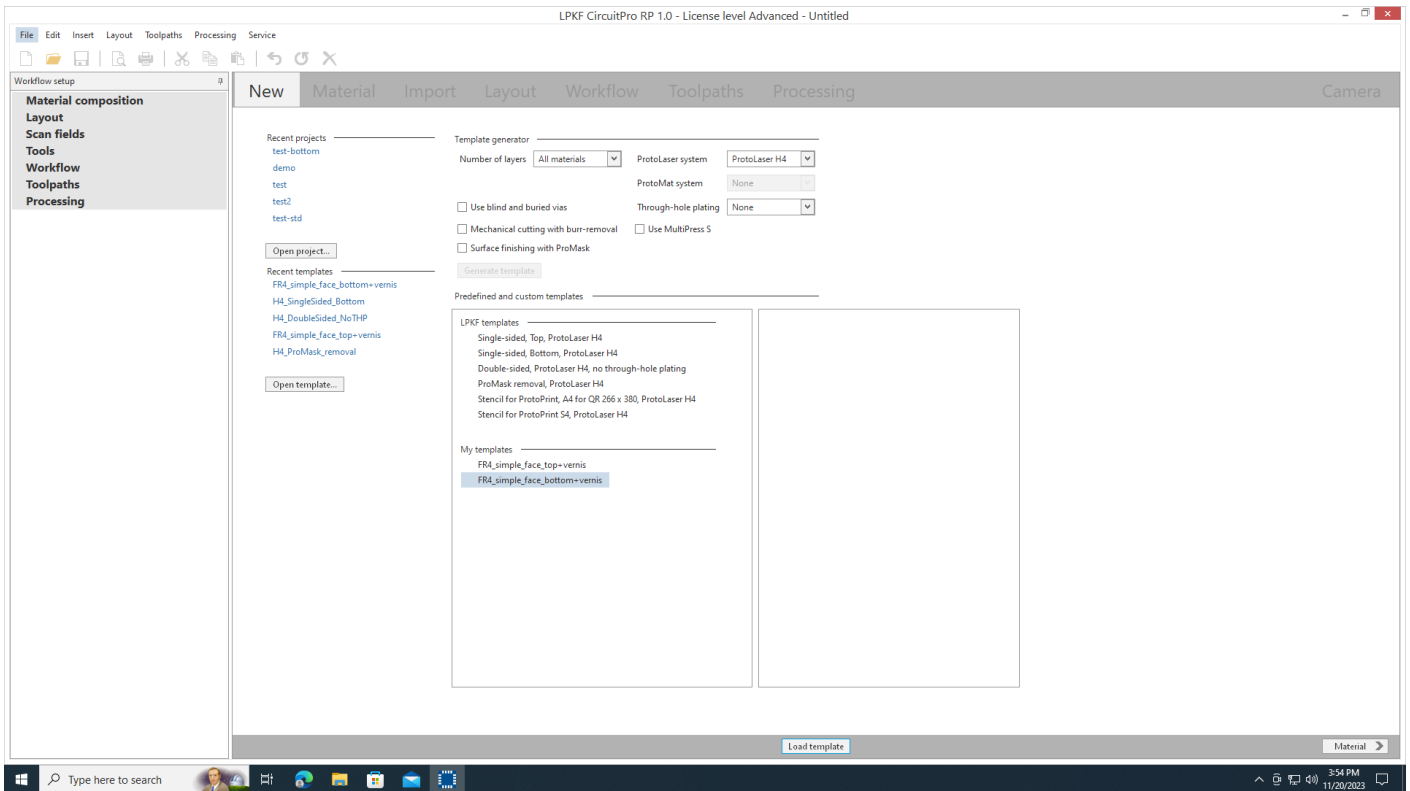 LPKF CircuitPro RP 1.0 - License level Advanced - Untitled
File Edit Insert Layout Toolpaths Processing Service
Workflow setup
Material composition
Layout
Scan fields
Tools
Workflow
Toolpaths
Processing
New Material Import Layout Workflow Toolpaths Processing Camera
Recent projects
test-bottom
demo
test
test2
test-std
Open project...
Recent templates
FR4_simple_face_bottom+vernis
H4_SingleSided_Bottom
H4_DoubleSided_NoTHP
FR4_simple_face_top+vernis
H4_ProMask_removal
Open template...
Template generator
Number of layers All materials ProtoLaser system ProtoLaser H4
ProtoMat system None
Use blind and buried vias Through-hole plating None
Mechanical cutting with burr-removal Use MultiPress S
Surface finishing with ProMask
Generate template
Predefined and custom templates
LPKF templates
Single-sided, Top, ProtoLaser H4
Single-sided, Bottom, ProtoLaser H4
Double-sided, ProtoLaser H4, no through-hole plating
ProMask removal, ProtoLaser H4
Stencil for ProtoPrint, A4 for QR 266 x 380, ProtoLaser H4
Stencil for ProtoPrint S4, ProtoLaser H4
My templates
FR4_simple_face_top+vernis
FR4_simple_face_bottom+vernis
Load template
Material
Type here to search
3:54 PM
11/20/2023